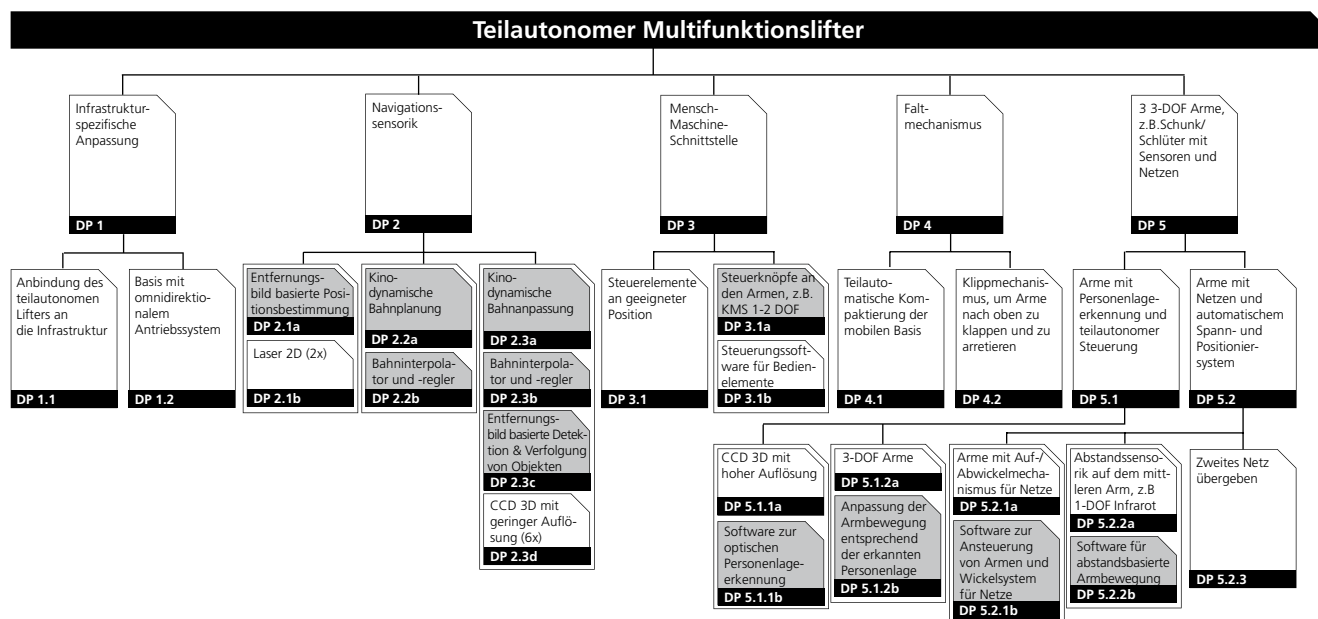 Teilautonomer Multifunktionslifter
Infrastruktur-
spezifische
Anpassung
DP 1
Navigations-
sensorik
DP 2
Mensch-
Maschine-
Schnittstelle
DP 3
Falt-
mechanismus
DP 4
3 3-DOF Arme,
z.B.Schunk/
Schlüter mit
Sensoren und
Netzen
DP 5
Anbindung des
teilautonomen
Lifters an
die Infrastruktur
DP 1.1
Basis mit
omnidirektio-
nalem
Antriebssystem
DP 1.2
Entfernungs-
bild basierte Posi-
tionsbestimmung
DP 2.1a
Laser 2D (2x)
DP 2.1b
Kino-
dynamische
Bahnplanung
DP 2.2a
Bahninterpola-
tor und -regler
DP 2.2b
Kino-
dynamische
Bahnanpassung
DP 2.3a
Bahninterpola-
tor und -regler
DP 2.3b
Entfernungs-
bild basierte Detek-
tion & Verfolgung
von Objekten
DP 2.3c
CCD 3D mit
geringer Auflö-
sung (6x)
DP 2.3d
Steuerelemente
an geeigneter
Position
DP 3.1
Steuerknöpfe an
den Armen, z.B.
KMS 1-2 DOF
DP 3.1a
Steuerungssoft-
ware für Bedien-
elemente
DP 3.1b
Teilauto-
matische Kom-
paktierung der
mobilen Basis
DP 4.1
Klippmechanis-
mus, um Arme
nach oben zu
klappen und zu
arretieren
DP 4.2
Arme mit
Personenlage-
erkennung und
teilautonomer
Steuerung
DP 5.1
Arme mit
Netzen und
automatischem
Spann- und
Positionier-
system
DP 5.2
CCD 3D mit
hoher Auflösung
DP 5.1.1a
Software zur
optischen
Personenlage-
erkennung
DP 5.1.1b
3-DOF Arme
DP 5.1.2a
Anpassung der
Armbewegung
entsprechend
der erkannten
Personenlage
DP 5.1.2b
Arme mit Auf-/
Abwickelmecha-
nismus für Netze
DP 5.2.1a
Software zur
Ansteuerung
von Armen und
Wickelsystem
für Netze
DP 5.2.1b
Abstandssenso-
rik auf dem mitt-
leren Arm, z.B
1-DOF Infrarot
DP 5.2.2a
Software für
abstandsbasierte
Armbewegung
DP 5.2.2b
Zweites Netz
übergeben
DP 5.2.3